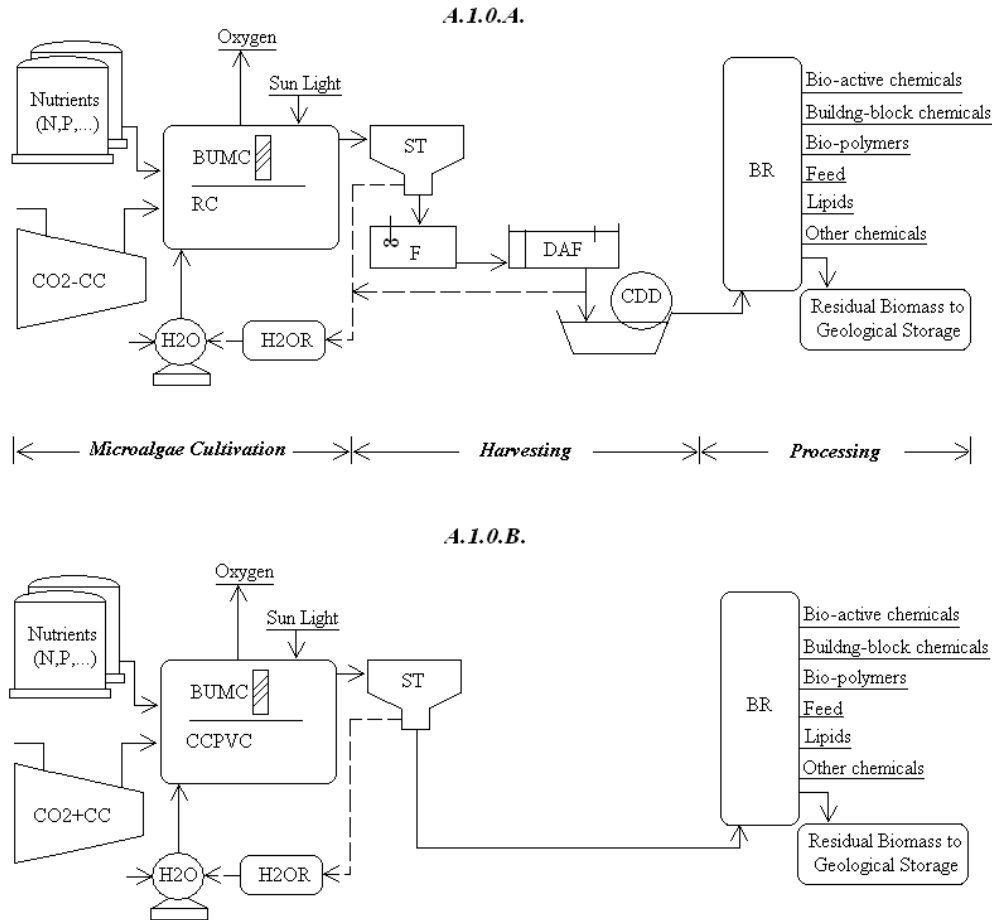 A.1.0.A.
Oxygen
Sun Light
Nutrients
(N,P,...)
BUMC
RC
ST
CO2-CC
H2O
H2OR
F
DAF
CDD
BR
Bio-active chemicals
Buildng-block chemicals
Bio-polymers
Feed
Lipids
Other chemicals
Residual Biomass to
Geological Storage
Microalgae Cultivation
Harvesting
Processing
A.1.0.B.
Oxygen
Sun Light
Nutrients
(N,P,...)
BUMC
CCPVC
ST
CO2+CC
H2O
H2OR
BR
Bio-active chemicals
Buildng-block chemicals
Bio-polymers
Feed
Lipids
Other chemicals
Residual Biomass to
Geological Storage